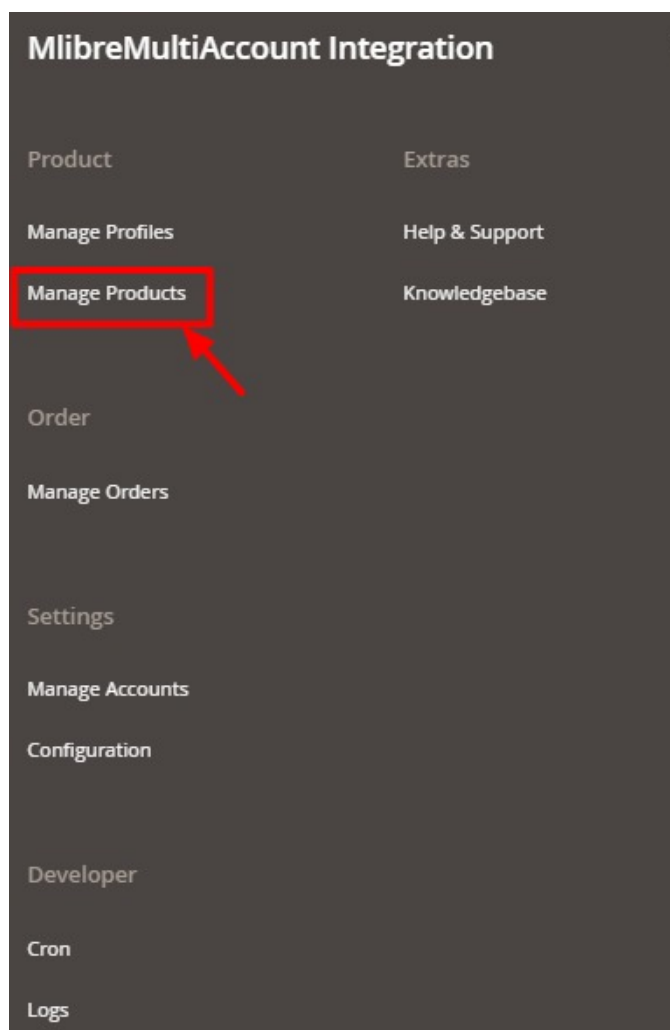 MlibreMultiAccount Integration
Product
Manage Profiles
Manage Products
Order
Manage Orders
Settings
Manage Accounts
Configuration
Developer
Cron
Logs
Extras
Help & Support
Knowledgebase